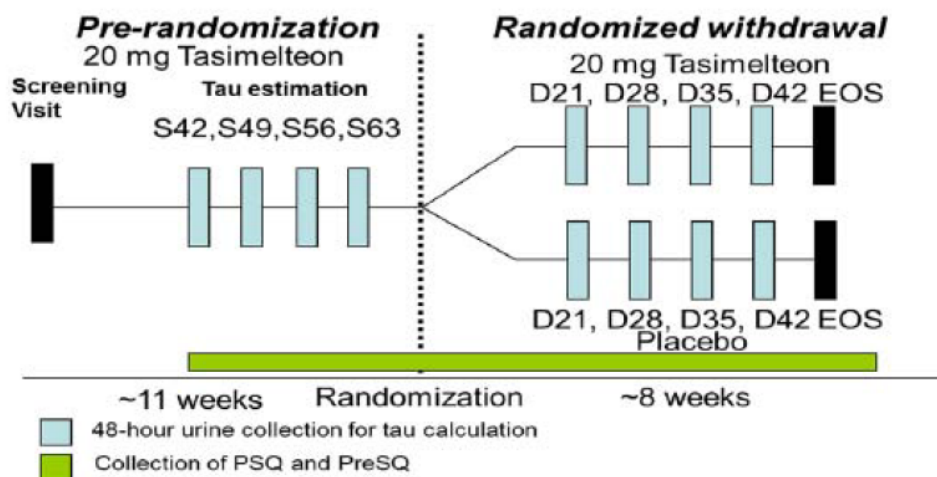 Pre-randomization
20 mg Tasimelteon
Screening
Visit
Tau estimation
S42,S49,S56,S63
Randomized withdrawal
20 mg Tasimelteon
D21, D28, D35, D42 EOS
D21, D28, D35, D42 EOS
Placebo
~11 weeks Randomization ~8 weeks
48-hour urine collection for tau calculation
Collection of PSQ and PreSQ